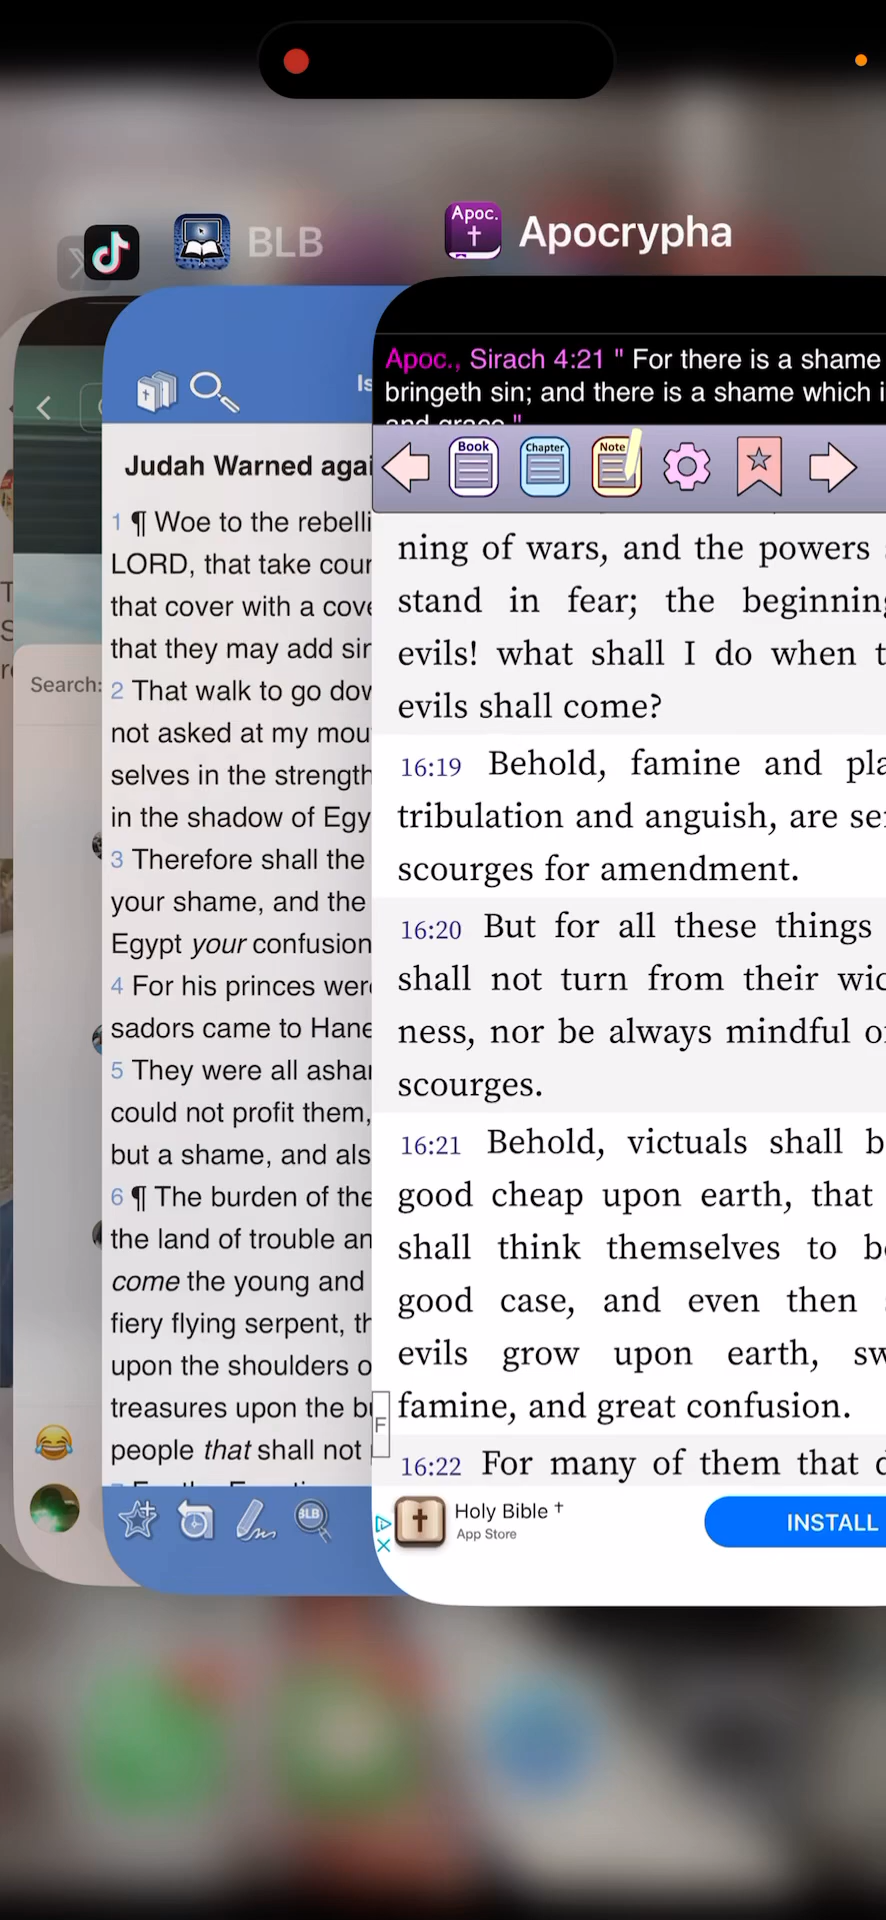 BLB
Apoc.
Apocrypha
Apoc., Sirach 4:21 " For there is a shame
bringeth sin; and there is a shame which i
and grace "
Book
Chapter
Note
Judah Warned agai
1 ¶ Woe to the rebelli
LORD, that take cour
that cover with a cove
that they may add sin
2 That walk to go dow
not asked at my mou
selves in the strength
in the shadow of Egy
3 Therefore shall the
your shame, and the
Egypt your confusion
4 For his princes were
sadors came to Hane
5 They were all asha
could not profit them,
but a shame, and als
6 ¶ The burden of the
the land of trouble an
come the young and
fiery flying serpent, th
upon the shoulders o
treasures upon the bu
people that shall not
Search:
BLB
ning of wars, and the powers
stand in fear; the beginning
evils! what shall I do when t
evils shall come?
16:19 Behold, famine and pla
tribulation and anguish, are se
scourges for amendment.
16:20 But for all these things
shall not turn from their wic
ness, nor be always mindful o
scourges.
16:21 Behold, victuals shall b
good cheap upon earth, that
shall think themselves to be
good case, and even then
evils grow upon earth, sw
famine, and great confusion.
16:22 For many of them that d
F
Holy Bible †
App Store
INSTALL